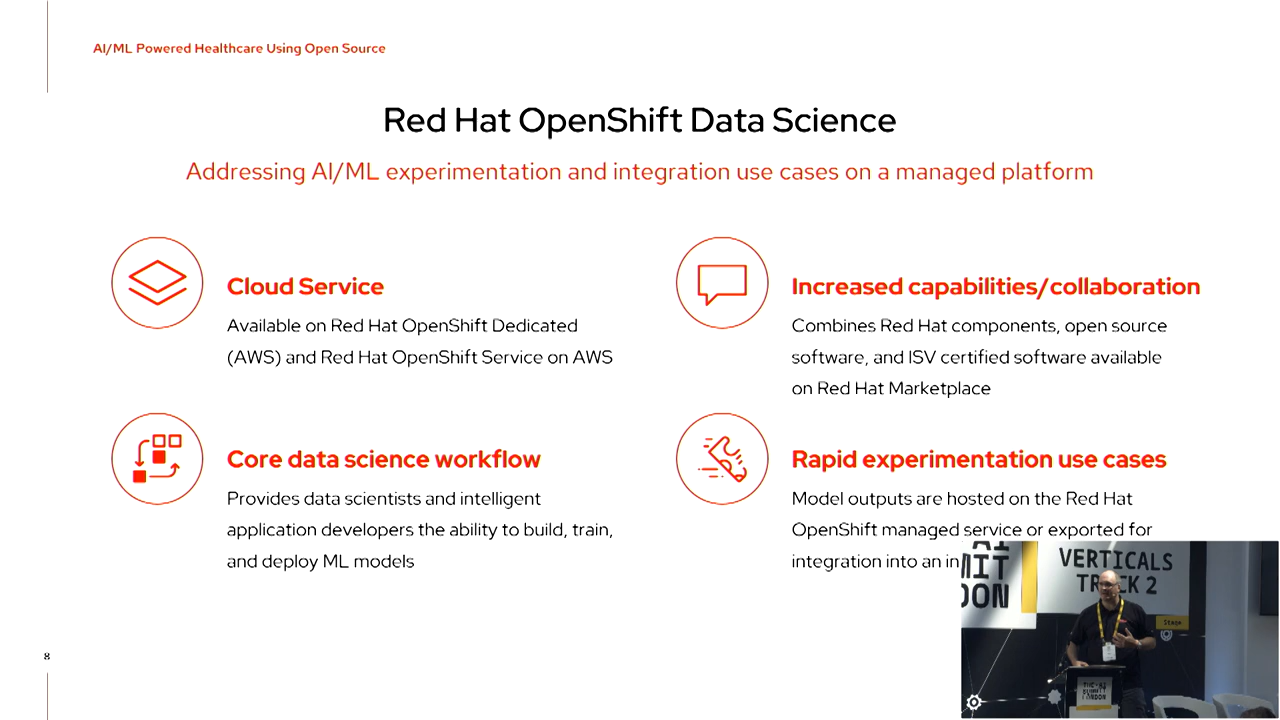 AI/ML Powered Healthcare Using Open Source
Red Hat OpenShift Data Science
Addressing AI/ML experimentation and integration use cases on a managed platform
Cloud Service
Available on Red Hat OpenShift Dedicated
(AWS) and Red Hat OpenShift Service on AWS
Increased capabilities/collaboration
Combines Red Hat components, open source
software, and ISV certified software available
on Red Hat Marketplace
Core data science workflow
Provides data scientists and intelligent
application developers the ability to build, train,
and deploy ML models
Rapid experimentation use cases
Model outputs are hosted on the Red Hat
OpenShift managed service or exported for
integration into an in
VERTICALS
TRACK 2
Stage
THE AI
SUMMIT
LONDON
8